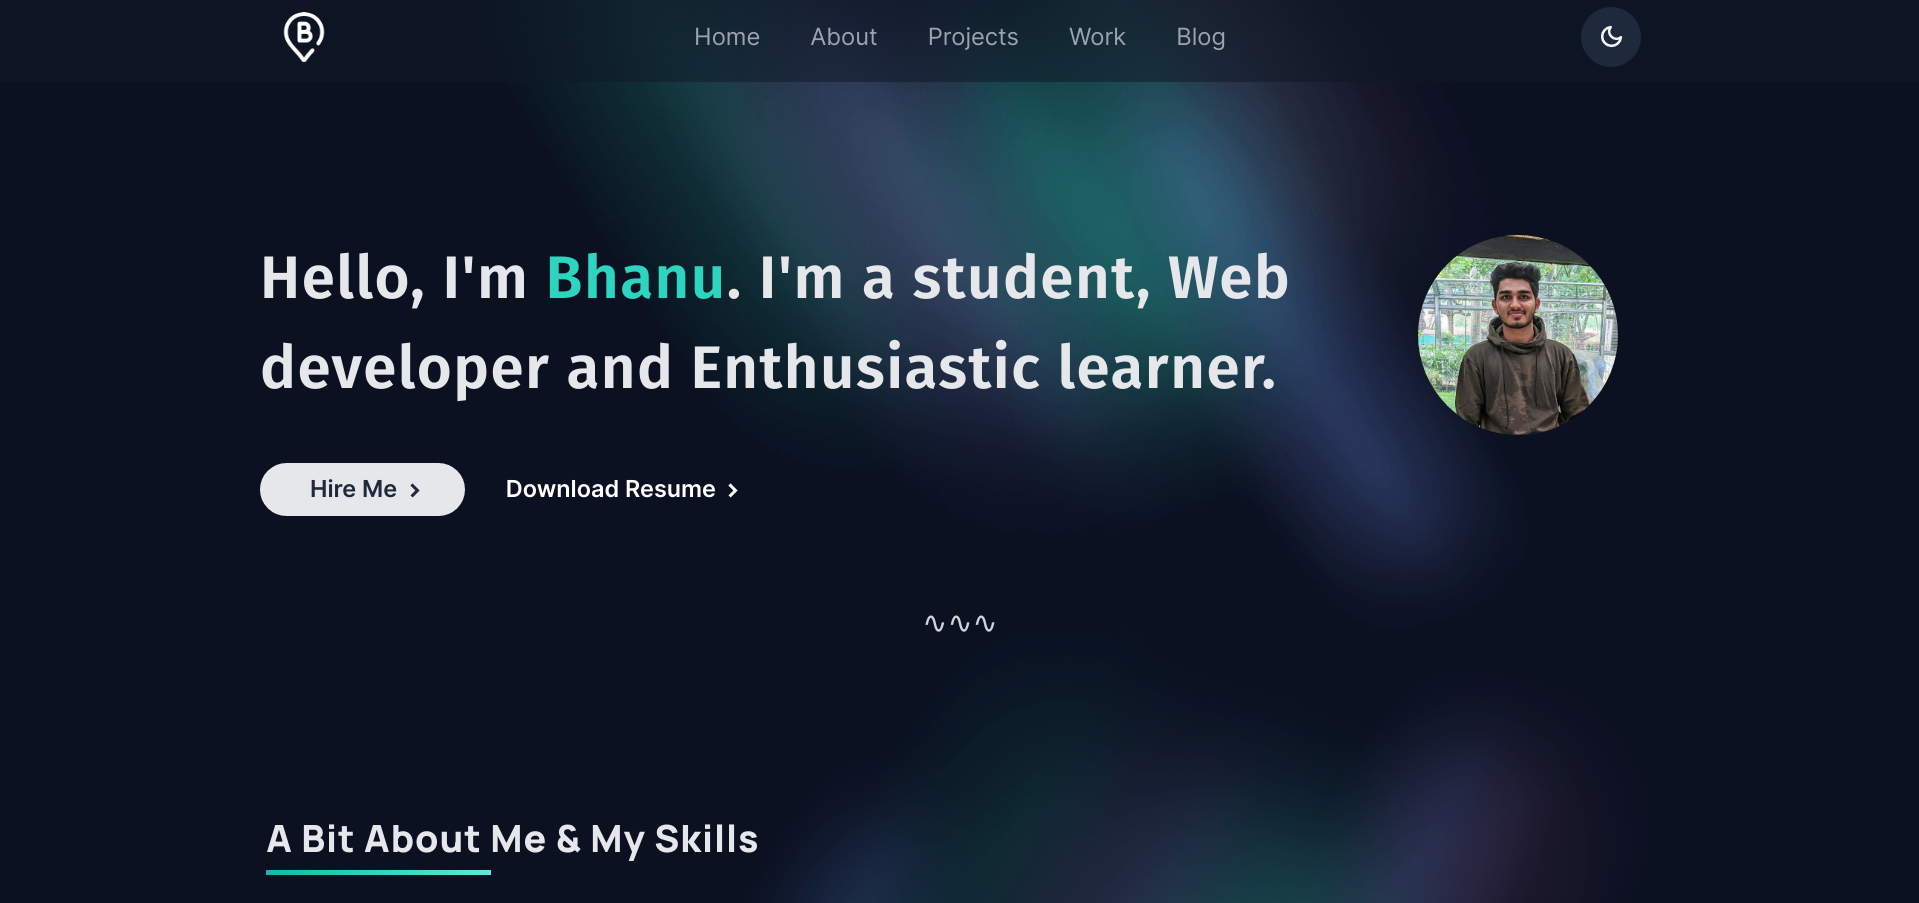 B
Home About Projects Work Blog
Hello, I'm Bhanu. I'm a student, Web
developer and Enthusiastic learner.
Hire Me
Download Resume
A Bit About Me & My Skills